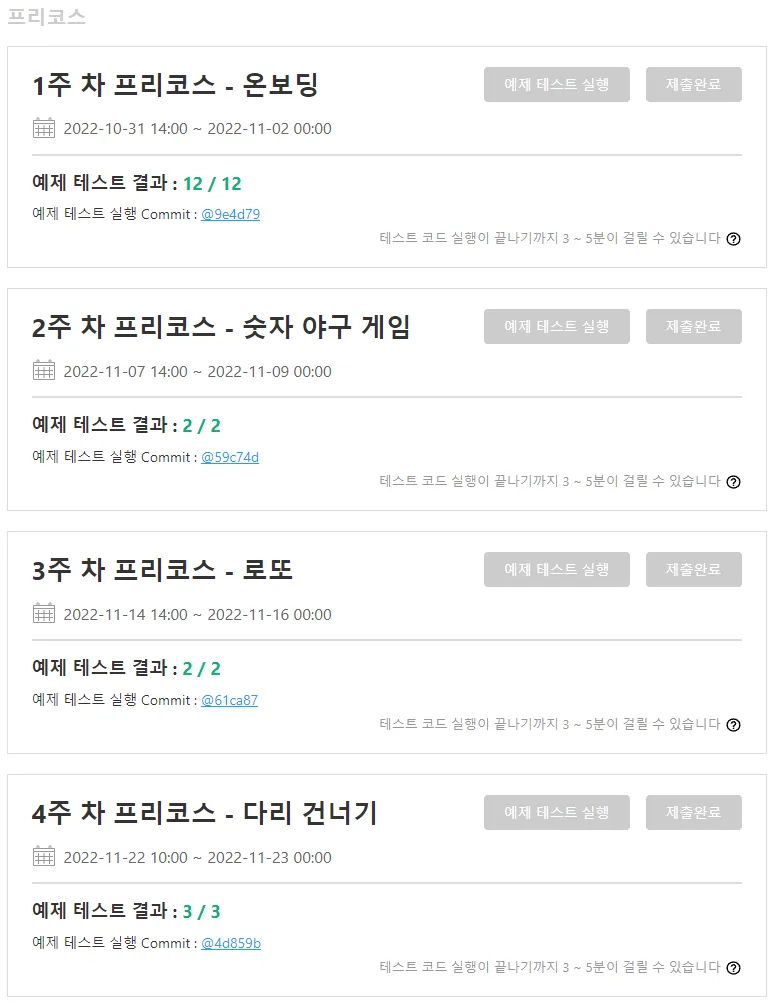 프리코스
1주 차 프리코스 - 온보딩
예제 테스트 실행
제출완료
2022-10-31 14:00 ~ 2022-11-02 00:00
예제 테스트 결과 : 12 / 12
예제 테스트 실행 Commit : @9e4d79
테스트 코드 실행이 끝나기까지 3 ~ 5분이 걸릴 수 있습니다 ?
2주 차 프리코스 - 숫자 야구 게임
예제 테스트 실행
제출완료
2022-11-07 14:00 ~ 2022-11-09 00:00
예제 테스트 결과 : 2 / 2
예제 테스트 실행 Commit : @59c74d
테스트 코드 실행이 끝나기까지 3 ~ 5분이 걸릴 수 있습니다 ?
3주 차 프리코스 - 로또
예제 테스트 실행
제출완료
2022-11-14 14:00 ~ 2022-11-16 00:00
예제 테스트 결과 : 2 / 2
예제 테스트 실행 Commit : @61ca87
테스트 코드 실행이 끝나기까지 3 ~ 5분이 걸릴 수 있습니다 ?
4주 차 프리코스 - 다리 건너기
예제 테스트 실행
제출완료
2022-11-22 10:00 ~ 2022-11-23 00:00
예제 테스트 결과 : 3 / 3
예제 테스트 실행 Commit : @4d859b
테스트 코드 실행이 끝나기까지 3 ~ 5분이 걸릴 수 있습니다 ?